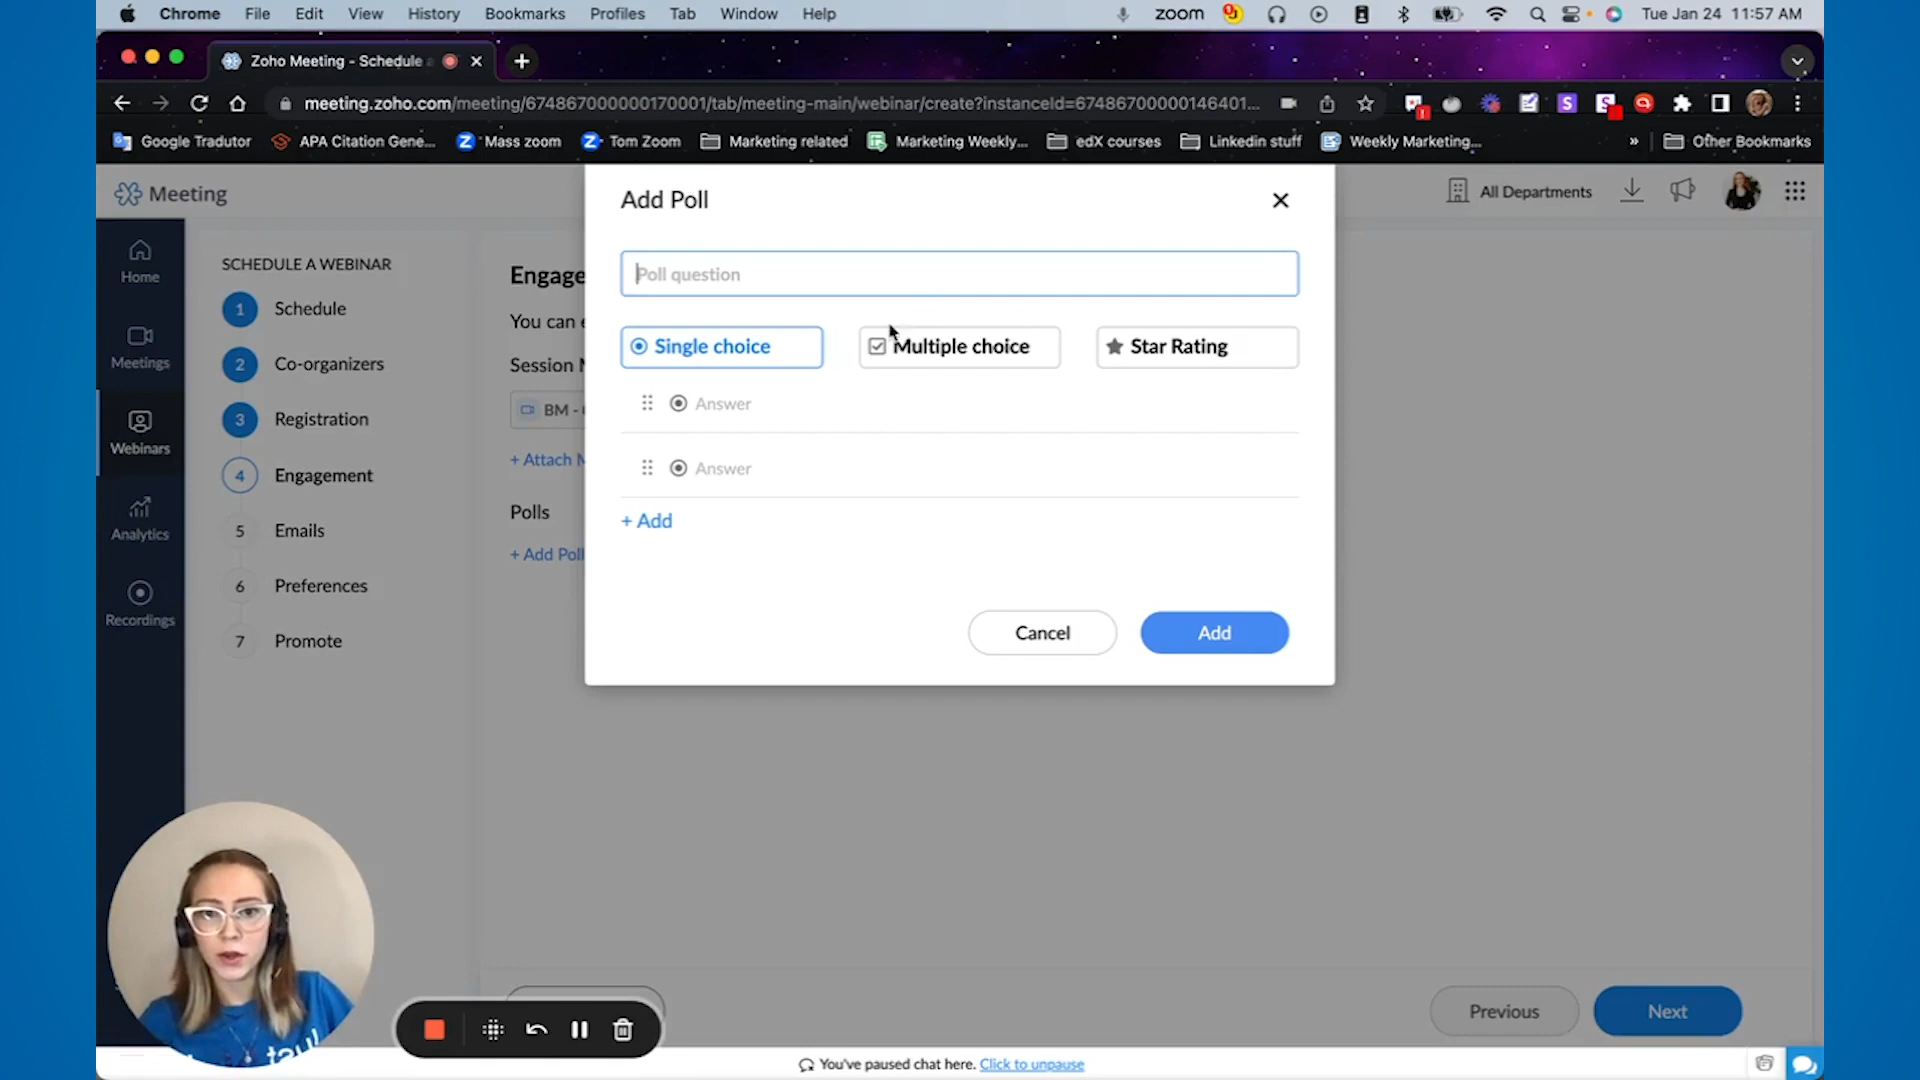 Chrome File Edit View History Bookmarks Profiles Tab Window Help zoom Tue Jan 24 11:57 AM
Zoho Meeting - Schedule
meeting.zoho.com/meeting/674867000000170001/tab/meeting-main/webinar/create?instanceId=67486700000146401...
Google Tradutor APA Citation Gene... Mass zoom Tom Zoom Marketing related Marketing Weekly... edX courses Linkedin stuff Weekly Marketing... » Other Bookmarks
Meeting
All Departments
Home
Meetings
Webinars
Analytics
Recordings
SCHEDULE A WEBINAR
1 Schedule
2 Co-organizers
3 Registration
4 Engagement
5 Emails
6 Preferences
7 Promote
Engage
You can
Session
BM -
+ Attach
Polls
+ Add Poll
Add Poll
Poll question
Single choice Multiple choice Star Rating
Answer
Answer
+ Add
Cancel Add
Previous Next
You've paused chat here. Click to unpause